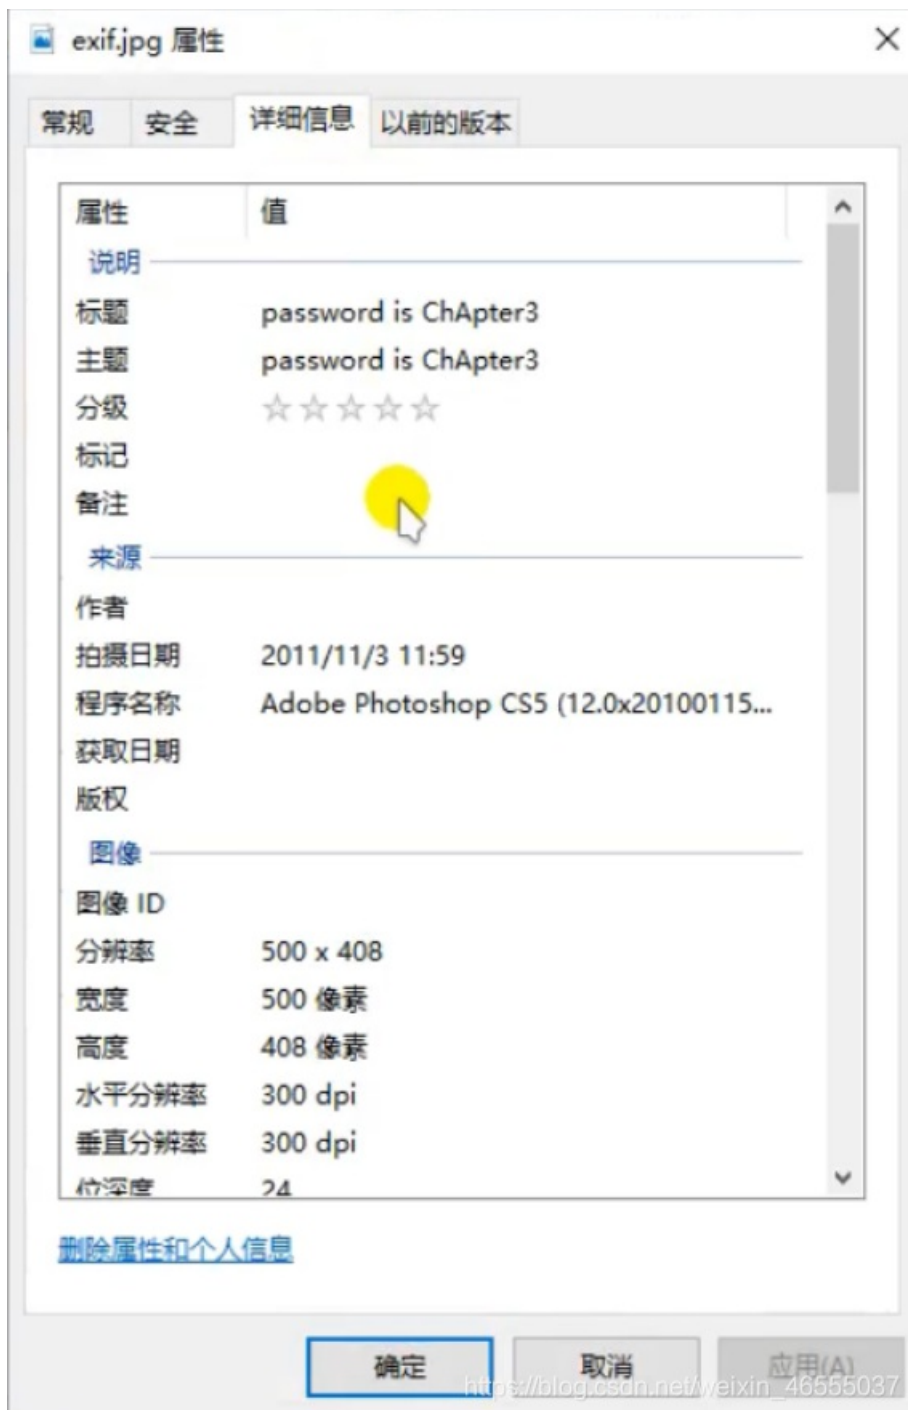 exif.jpg 属性
常规 安全 详细信息 以前的版本
属性 值
说明
标题 password is ChApter3
主题 password is ChApter3
分级
标记
备注
来源
作者
拍摄日期 2011/11/3 11:59
程序名称 Adobe Photoshop CS5 (12.0x20100115...
获取日期
版权
图像
图像 ID
分辨率 500 x 408
宽度 500 像素
高度 408 像素
水平分辨率 300 dpi
垂直分辨率 300 dpi
位深度 24
删除属性和个人信息
确定 取消 应用(A)
https://blog.csdn.net/weixin_46555037